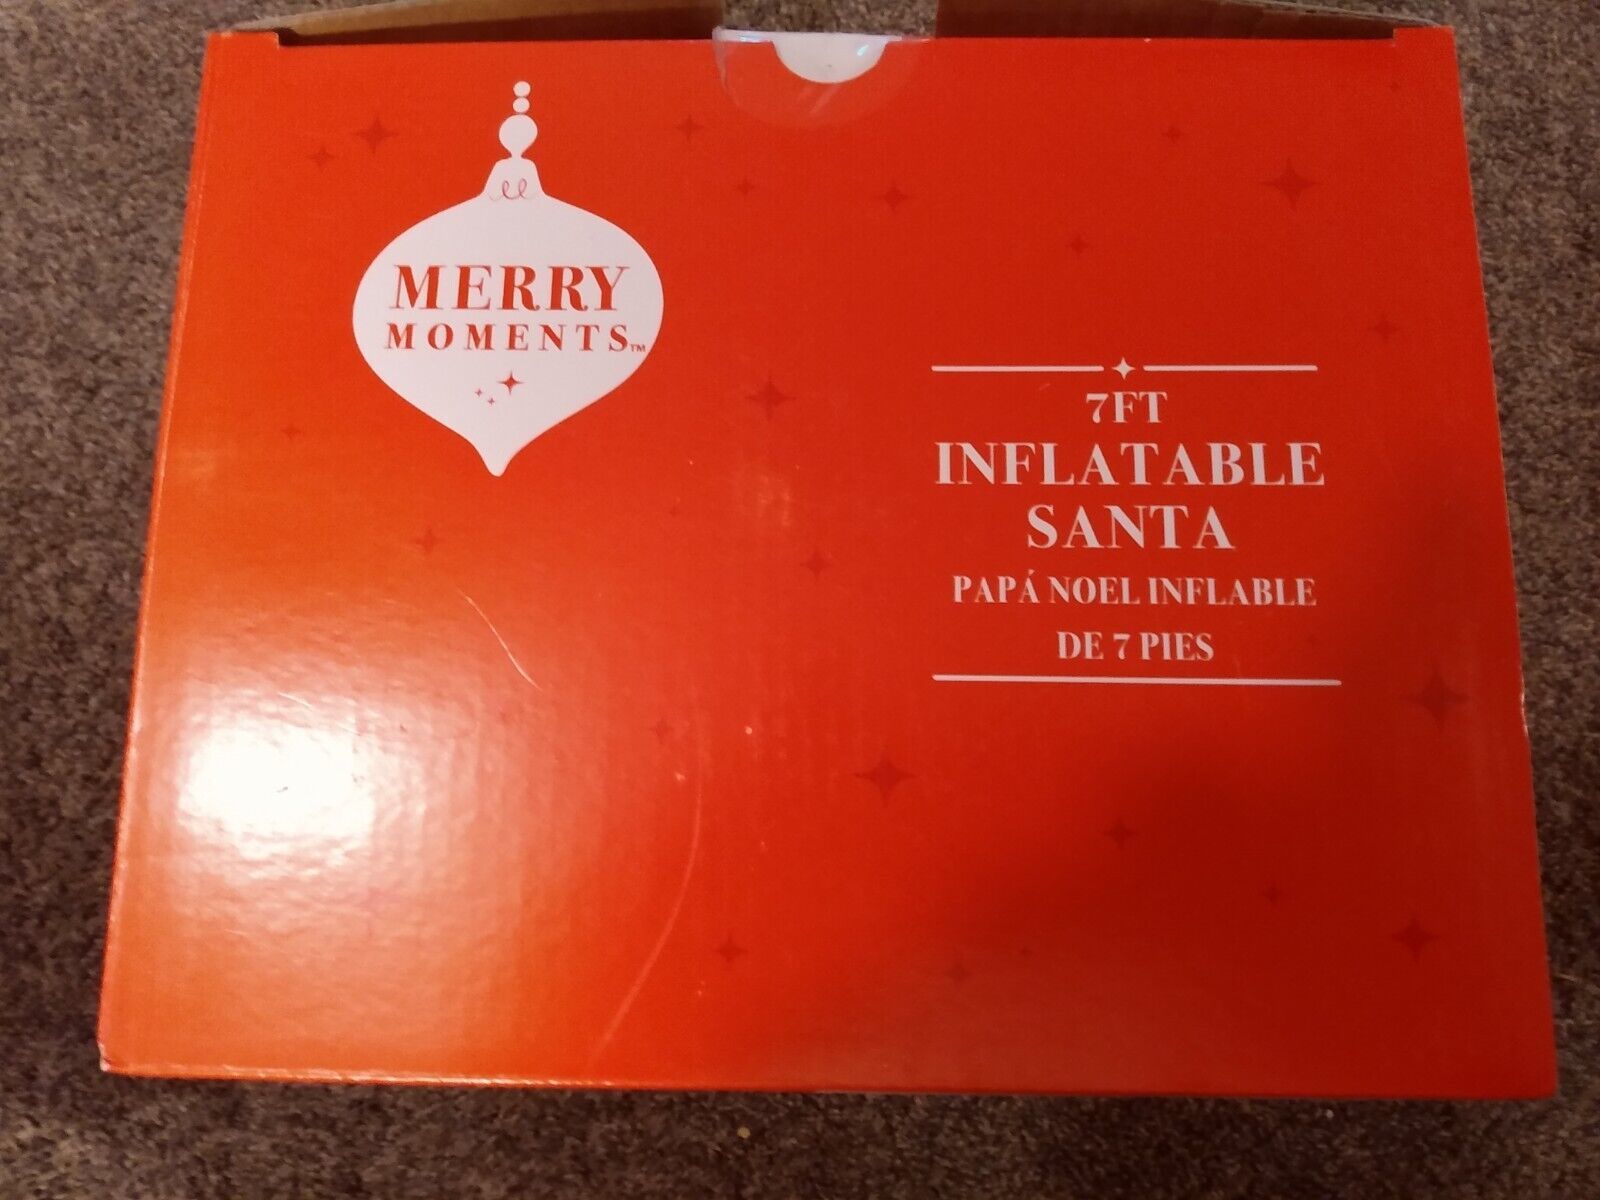 MERRY
MOMENTS™
7FT
INFLATABLE
SANTA
PAPÁ NOEL INFLABLE
DE 7 PIES